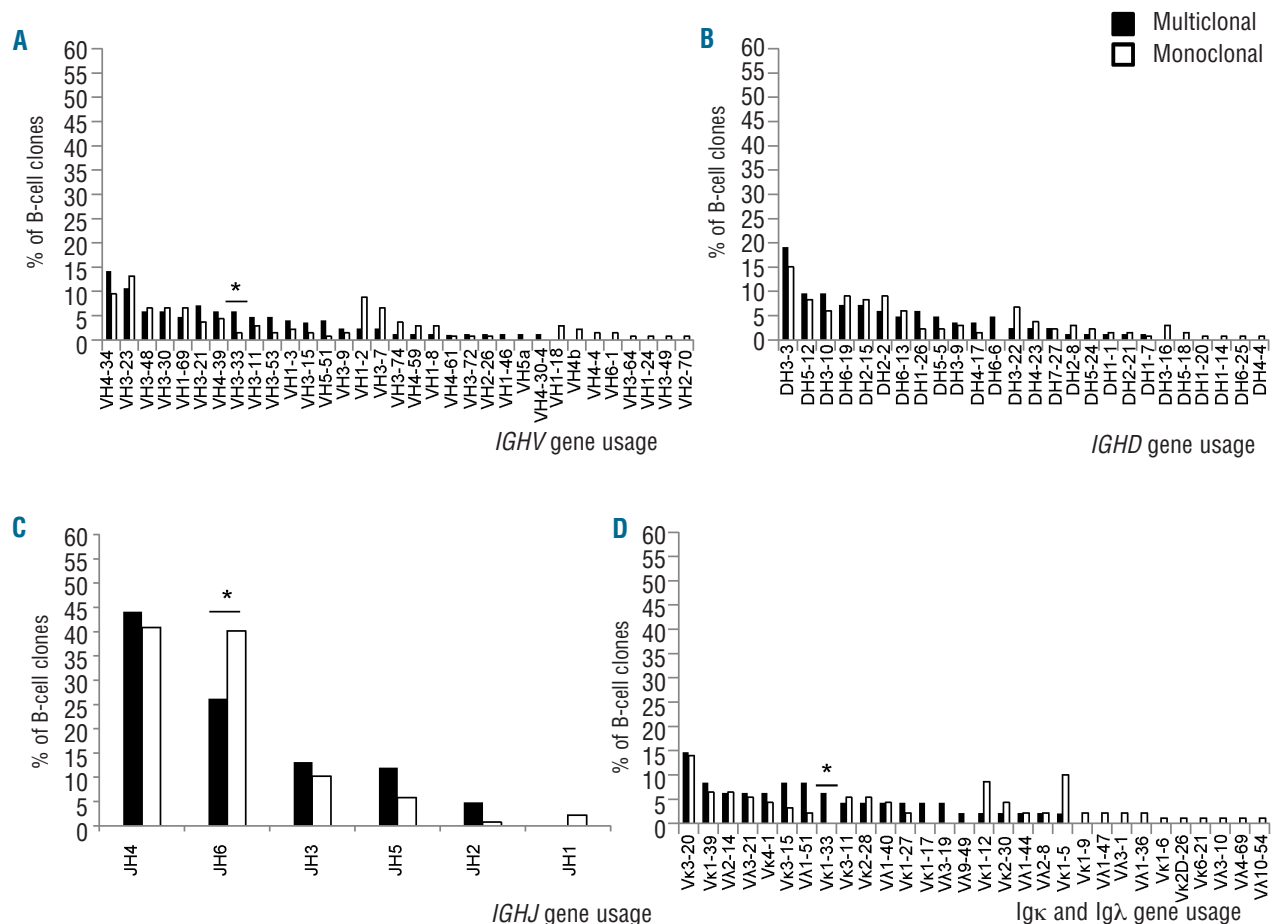 Multiclonal
Monoclonal
A
60
55
50
45
40
35
30
25
20
15
10
5
0
% of B-cell clones
*
VH4-34
VH3-23
VH3-48
VH3-30
VH1-69
VH3-21
VH4-39
VH3-33
VH3-11
VH3-53
VH1-3
VH3-15
VH5-51
VH3-9
VH1-2
VH3-7
VH3-74
VH4-59
VH1-8
VH4-61
VH3-72
VH2-26
VH1-46
VH5a
VH4-30-4
VH1-18
VH4b
VH4-4
VH6-1
VH3-64
VH1-24
VH3-49
VH2-70
IGHV gene usage
B
60
55
50
45
40
35
30
25
20
15
10
5
0
% of B-cell clones
DH3-3
DH5-12
DH3-10
DH6-19
DH2-15
DH2-2
DH6-13
DH1-26
DH5-5
DH3-9
DH4-17
DH6-6
DH3-22
DH4-23
DH7-27
DH2-8
DH5-24
DH1-1
DH2-21
DH1-7
DH3-16
DH5-18
DH1-20
DH1-14
DH6-25
DH4-4
IGHD gene usage
C
60
55
50
45
40
35
30
25
20
15
10
5
0
% of B-cell clones
*
JH4
JH6
JH3
JH5
JH2
JH1
IGHJ gene usage
D
60
55
50
45
40
35
30
25
20
15
10
5
0
% of B-cell clones
*
Vκ3-20
Vκ1-39
Vλ2-14
Vλ3-21
Vκ4-1
Vκ3-15
Vλ1-51
Vκ1-33
Vκ3-11
Vκ2-28
Vλ1-40
Vκ1-27
Vκ1-17
Vλ3-19
Vλ9-49
Vκ1-12
Vκ2-30
Vλ1-44
Vλ2-8
Vκ1-5
Vκ1-9
Vλ1-47
Vλ3-1
Vλ1-36
Vκ1-6
Vκ2D-26
Vκ6-21
Vλ3-10
Vλ4-69
Vλ10-54
Igκ and Igλ gene usage